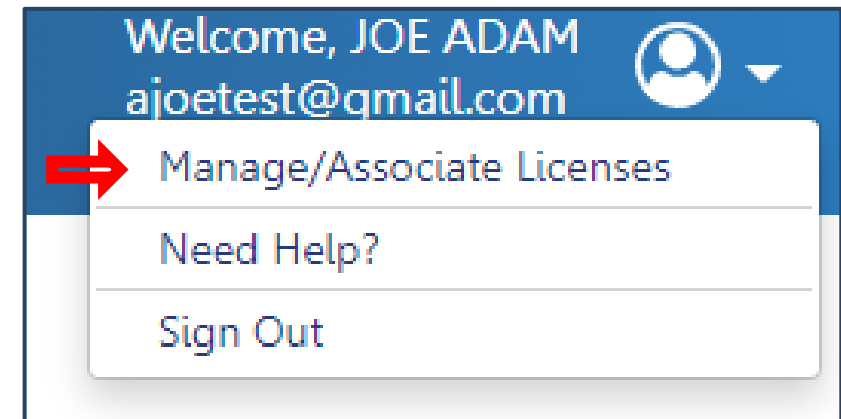 Welcome, JOE ADAM
ajoetest@gmail.com
Manage/Associate Licenses
Need Help?
Sign Out